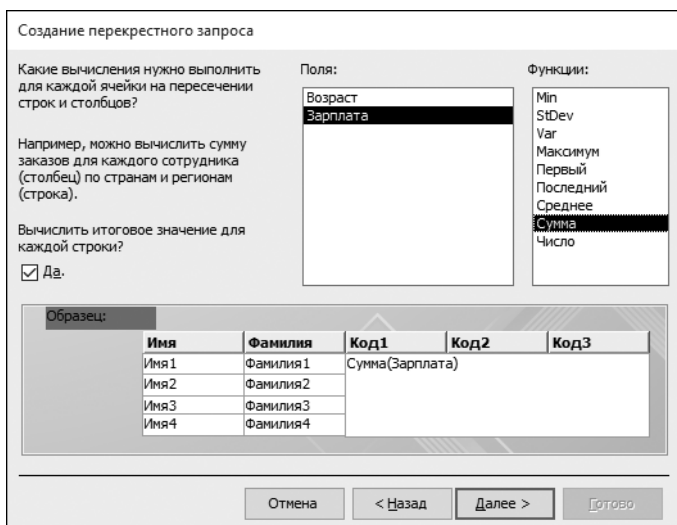 Создание перекрестного запроса
Какие вычисления нужно выполнить
для каждой ячейки на пересечении
строк и столбцов?
Например, можно вычислить сумму
заказов для каждого сотрудника
(столбец) по странам и регионам
(строка).
Вычислить итоговое значение для
каждой строки?
Да.
Поля:
Возраст
Зарплата
Функции:
Min
StDev
Var
Максимум
Первый
Последний
Среднее
Сумма
Число
Образец:
Имя Фамилия Код1 Код2 Код3
Имя1 Фамилия1 Сумма(Зарплата)
Имя2 Фамилия2
Имя3 Фамилия3
Имя4 Фамилия4
Отмена < Назад Далее > Готово